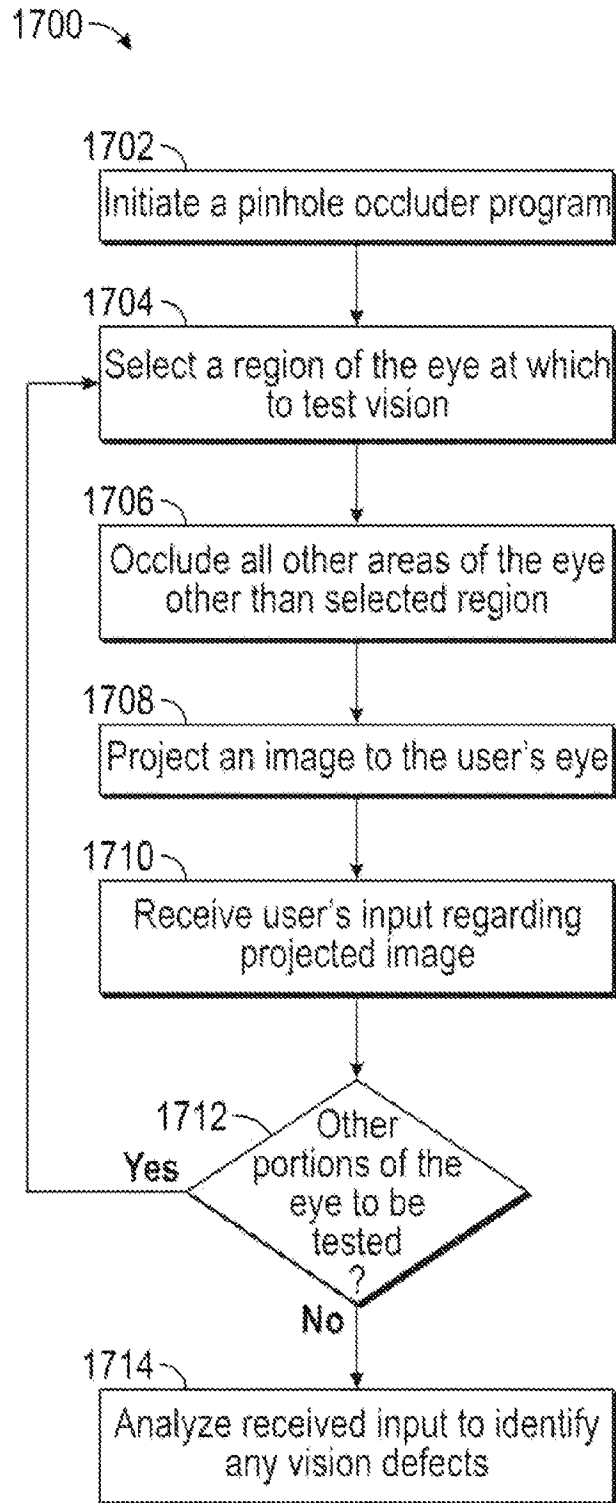 1700
1702
Initiate a pinhole occluder program
1704
Select a region of the eye at which
to test vision
1706
Occlude all other areas of the eye
other than selected region
1708
Project an image to the user's eye
1710
Receive user's input regarding
projected image
1712
Other
portions of the
eye to be
tested
?
Yes
No
1714
Analyze received input to identify
any vision defects